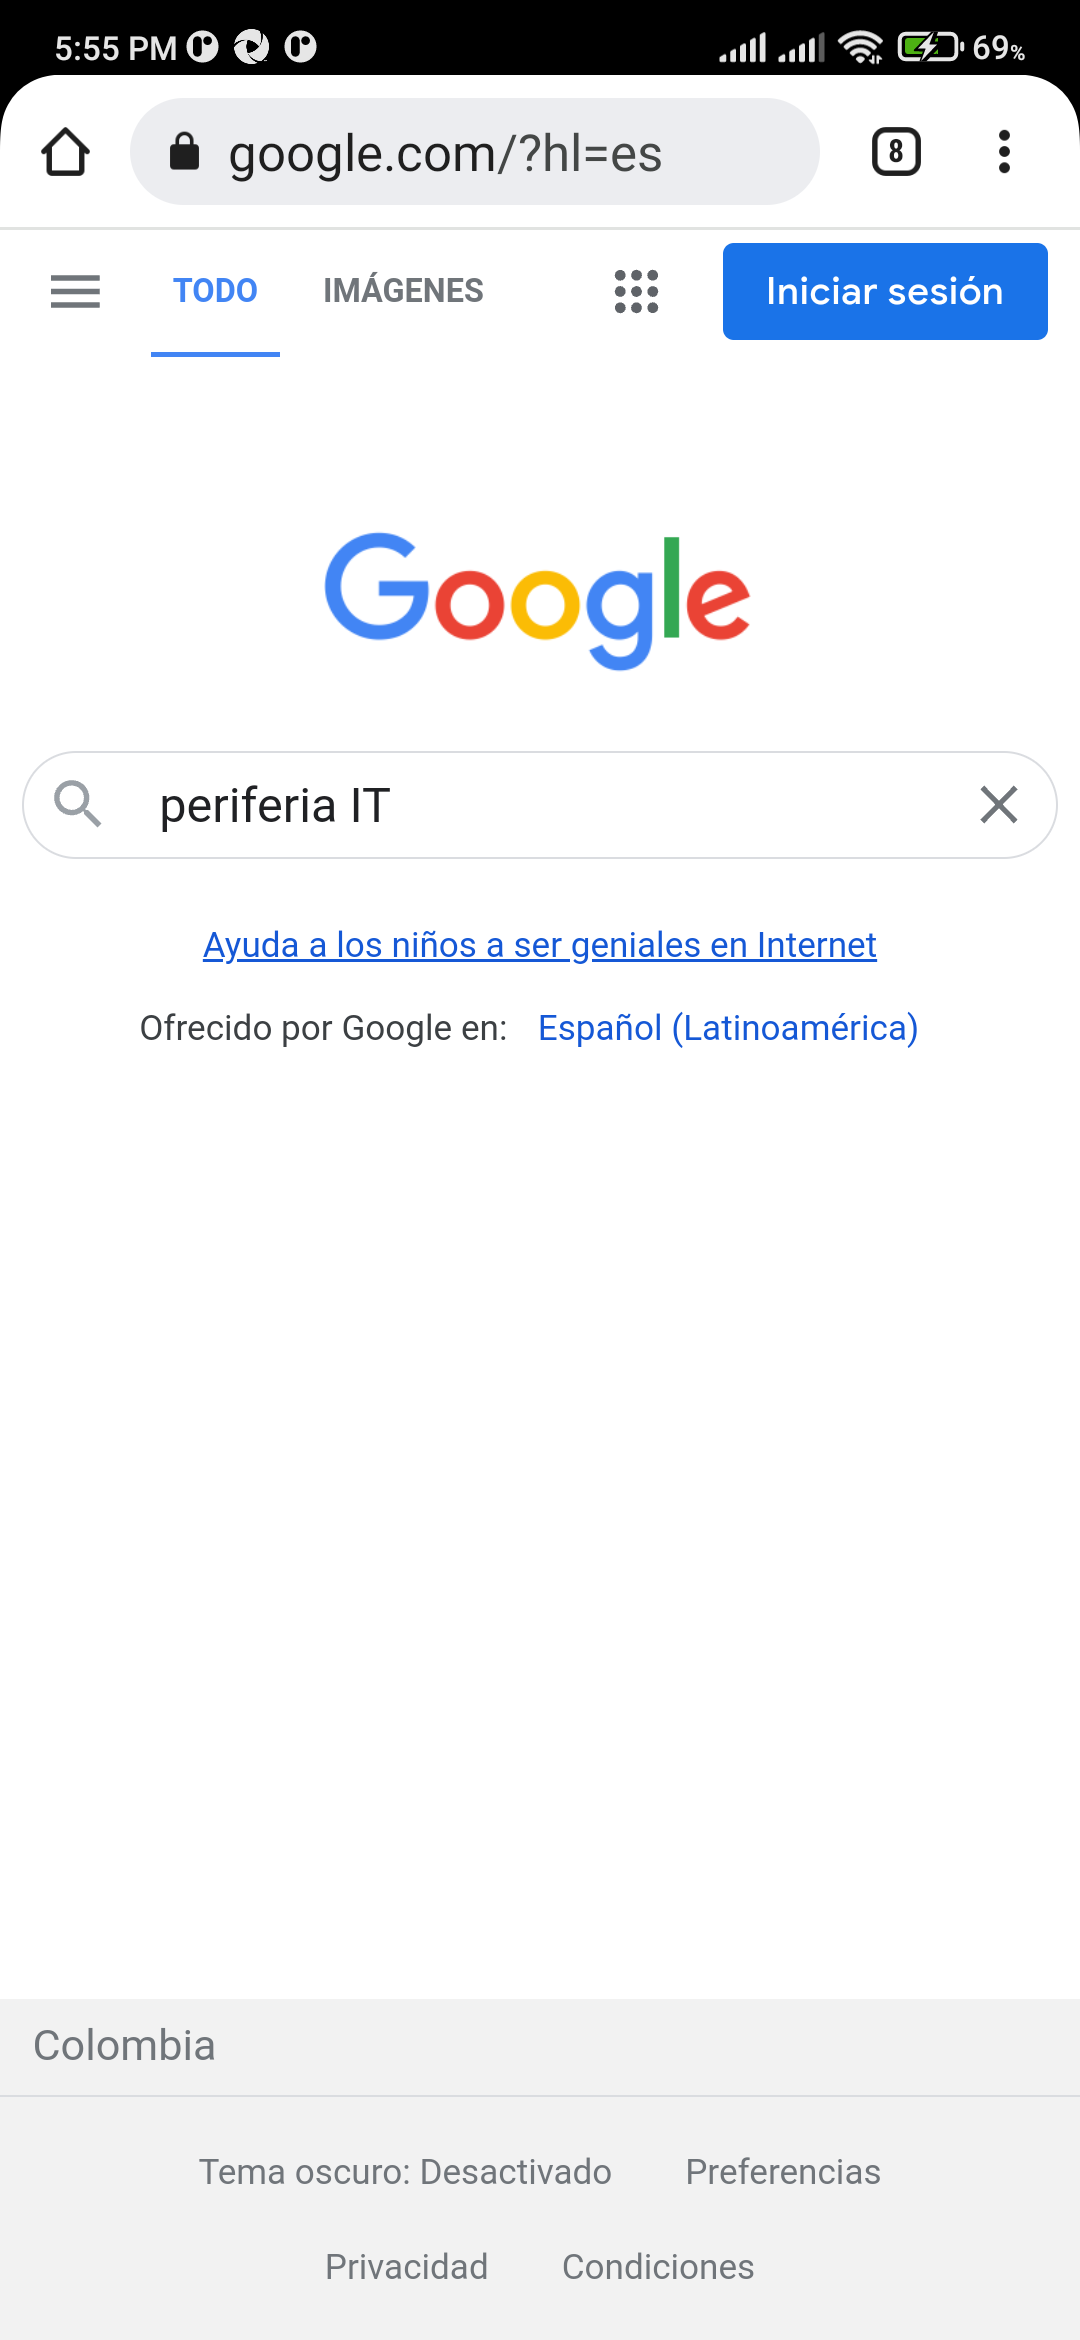 5:55 PM
69%
google.com/?hl=es
8
TODO
IMÁGENES
Iniciar sesión
Google
periferia IT
Ayuda a los niños a ser geniales en Internet
Ofrecido por Google en: Español (Latinoamérica)
Colombia
Tema oscuro: Desactivado
Preferencias
Privacidad
Condiciones